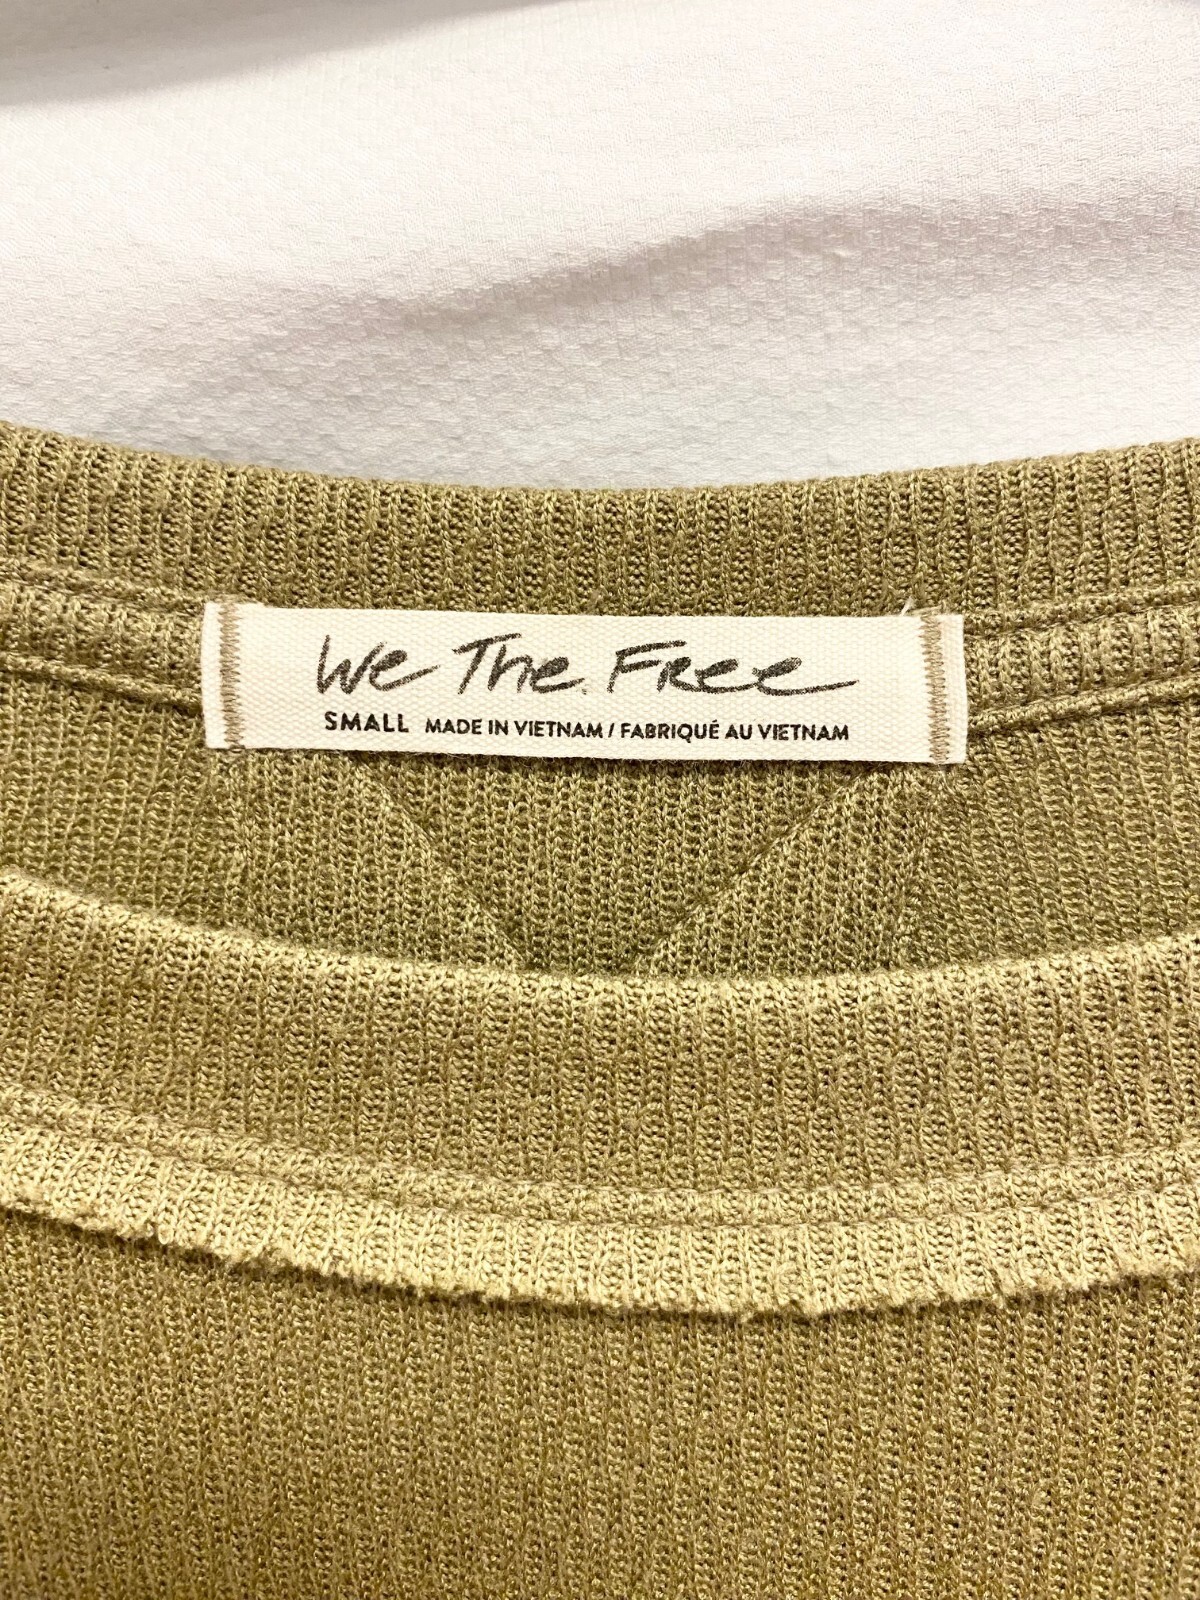 We The Free
SMALL MADE IN VIETNAM / FABRIQUÉ AU VIETNAM